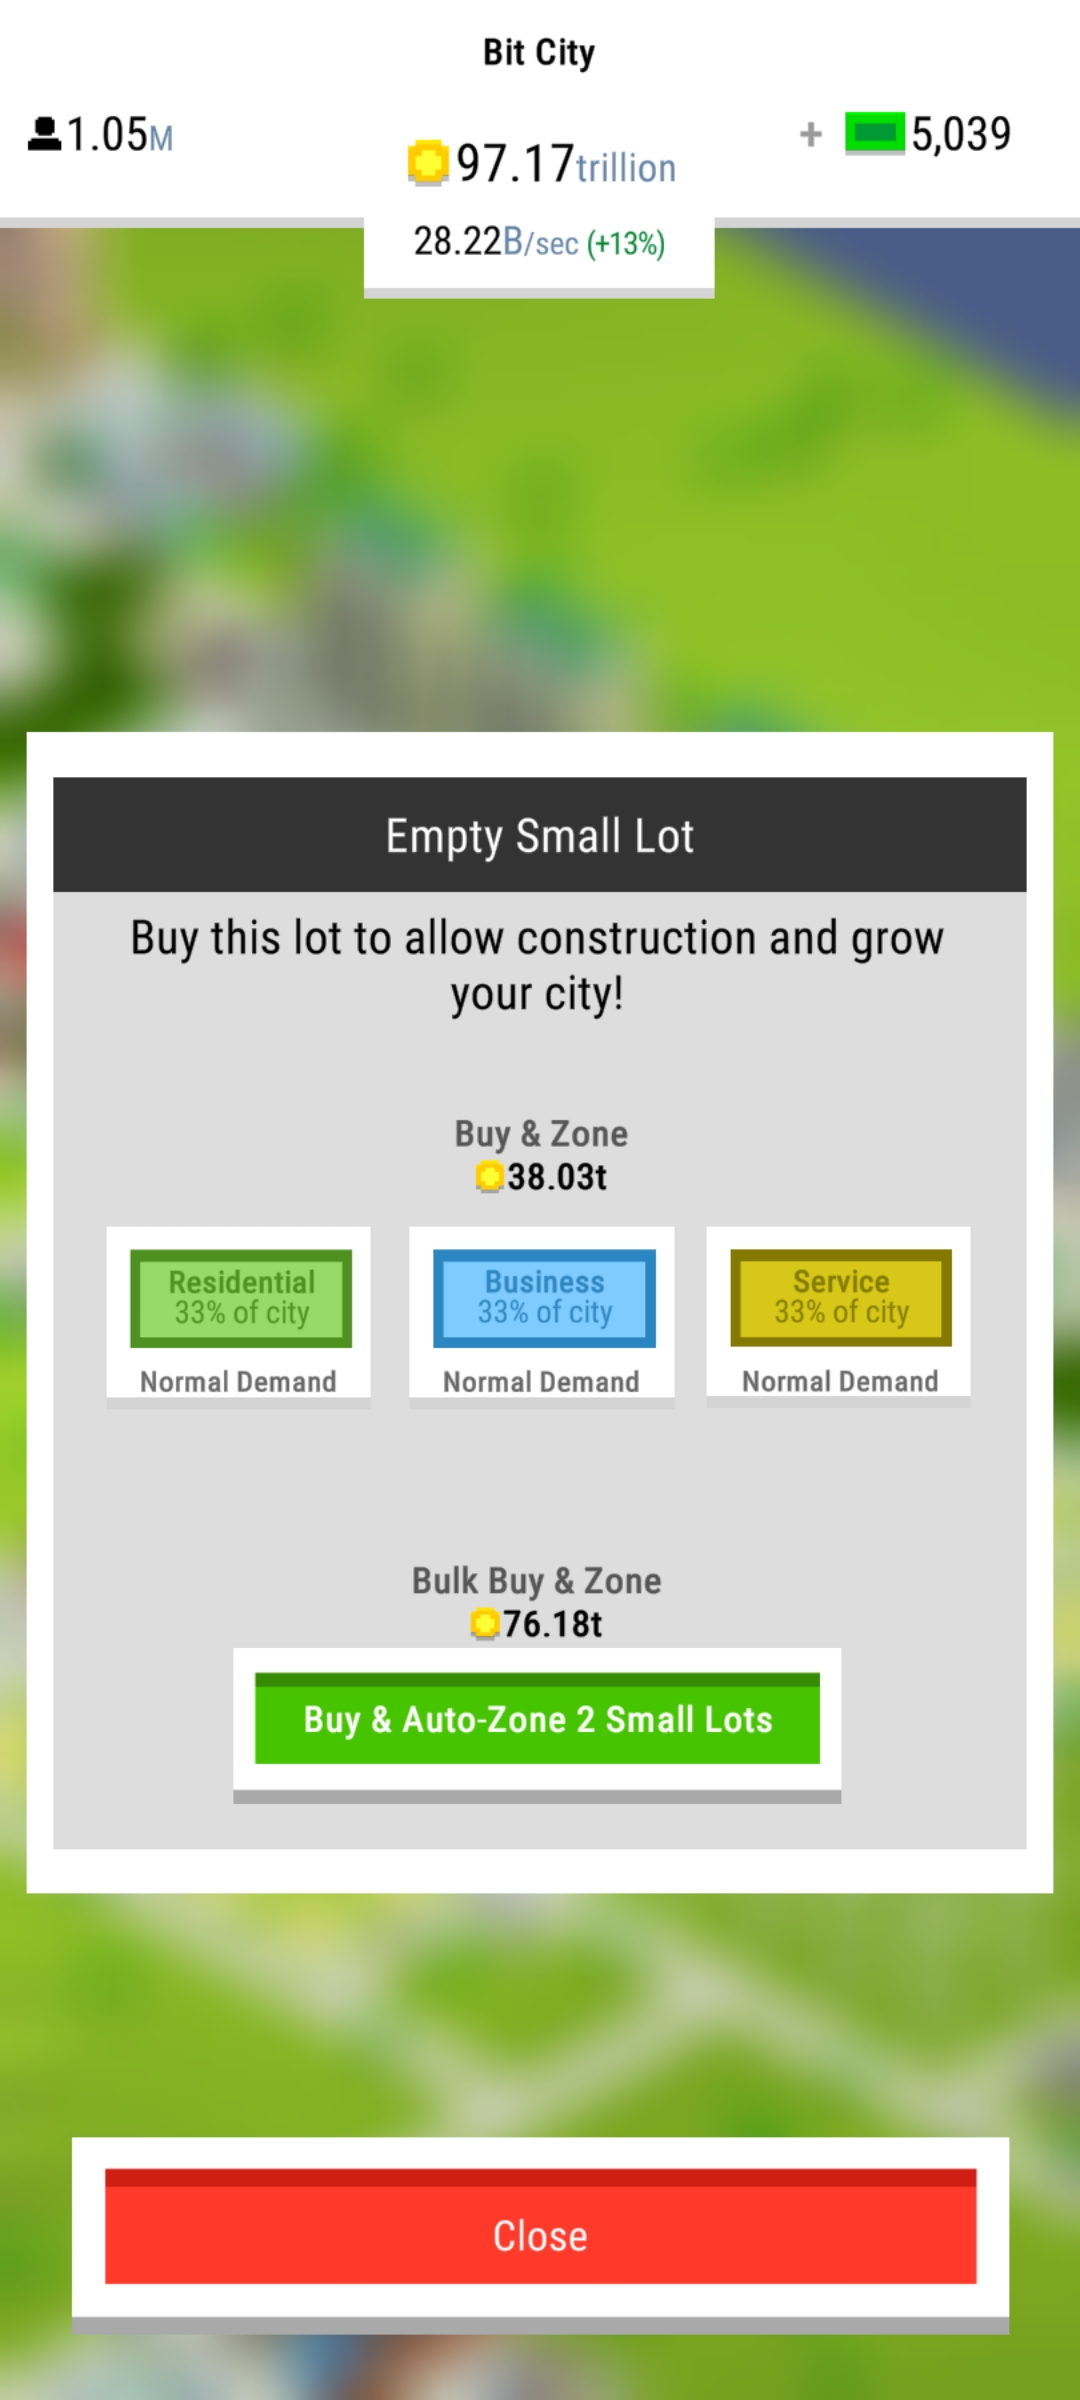 Bit City
1.05M
97.17trillion
+ 5,039
28.22B/sec (+13%)
Empty Small Lot
Buy this lot to allow construction and grow
your city!
Buy & Zone
38.03t
Residential
33% of city
Normal Demand
Business
33% of city
Normal Demand
Service
33% of city
Normal Demand
Bulk Buy & Zone
76.18t
Buy & Auto-Zone 2 Small Lots
Close